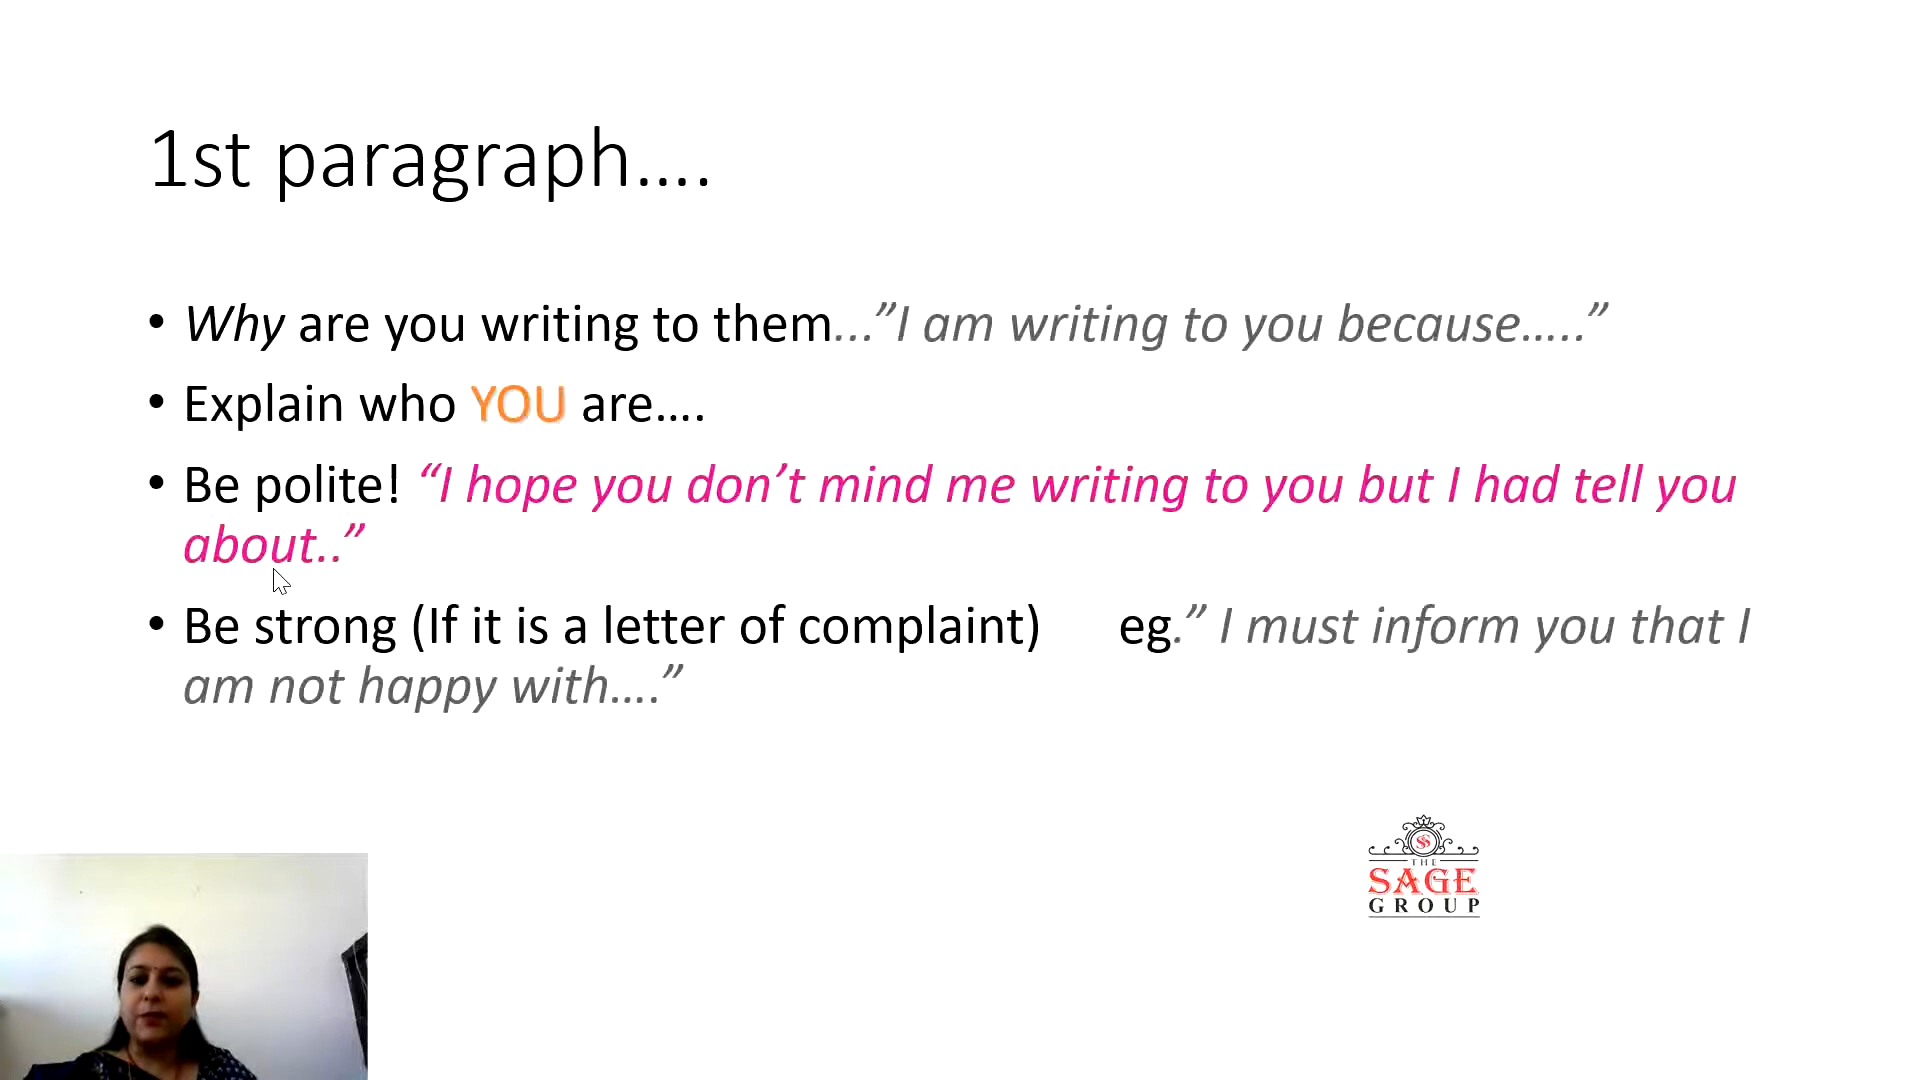 1st paragraph....
• Why are you writing to them...”I am writing to you because.....”
• Explain who YOU are....
• Be polite! “I hope you don’t mind me writing to you but I had tell you
about..”
• Be strong (If it is a letter of complaint) eg.” I must inform you that I
am not happy with....”
THE
SAGE
GROUP